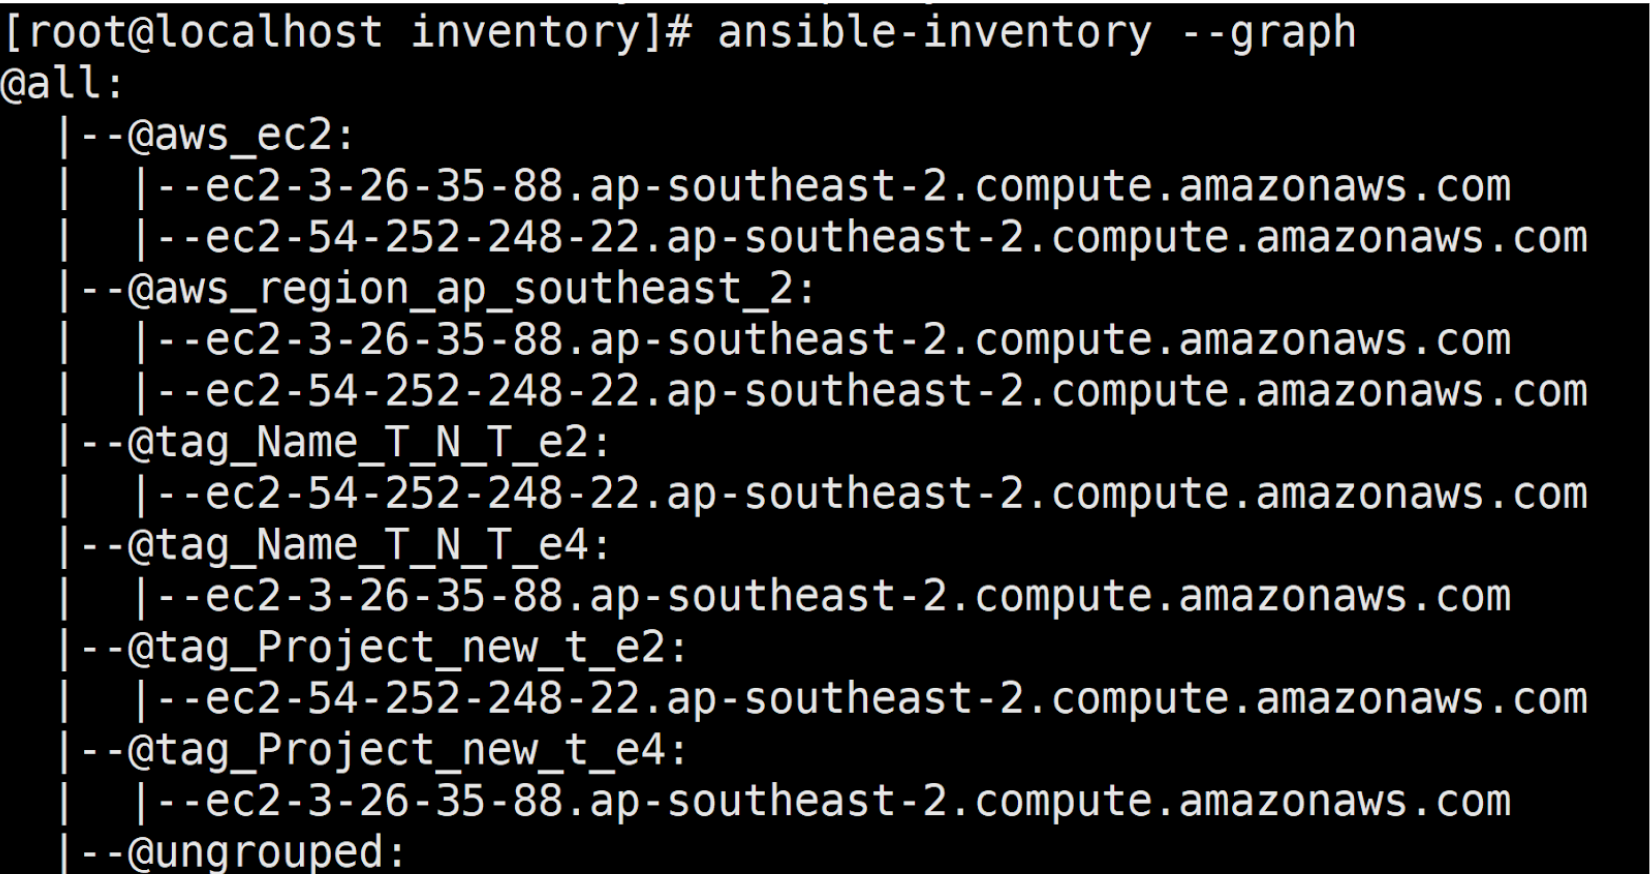 [root@localhost inventory]# ansible-inventory --graph
@all:
  |--@aws_ec2:
  |  |--ec2-3-26-35-88.ap-southeast-2.compute.amazonaws.com
  |  |--ec2-54-252-248-22.ap-southeast-2.compute.amazonaws.com
  |--@aws_region_ap_southeast_2:
  |  |--ec2-3-26-35-88.ap-southeast-2.compute.amazonaws.com
  |  |--ec2-54-252-248-22.ap-southeast-2.compute.amazonaws.com
  |--@tag_Name_T_N_T_e2:
  |  |--ec2-54-252-248-22.ap-southeast-2.compute.amazonaws.com
  |--@tag_Name_T_N_T_e4:
  |  |--ec2-3-26-35-88.ap-southeast-2.compute.amazonaws.com
  |--@tag_Project_new_t_e2:
  |  |--ec2-54-252-248-22.ap-southeast-2.compute.amazonaws.com
  |--@tag_Project_new_t_e4:
  |  |--ec2-3-26-35-88.ap-southeast-2.compute.amazonaws.com
  |--@ungrouped: